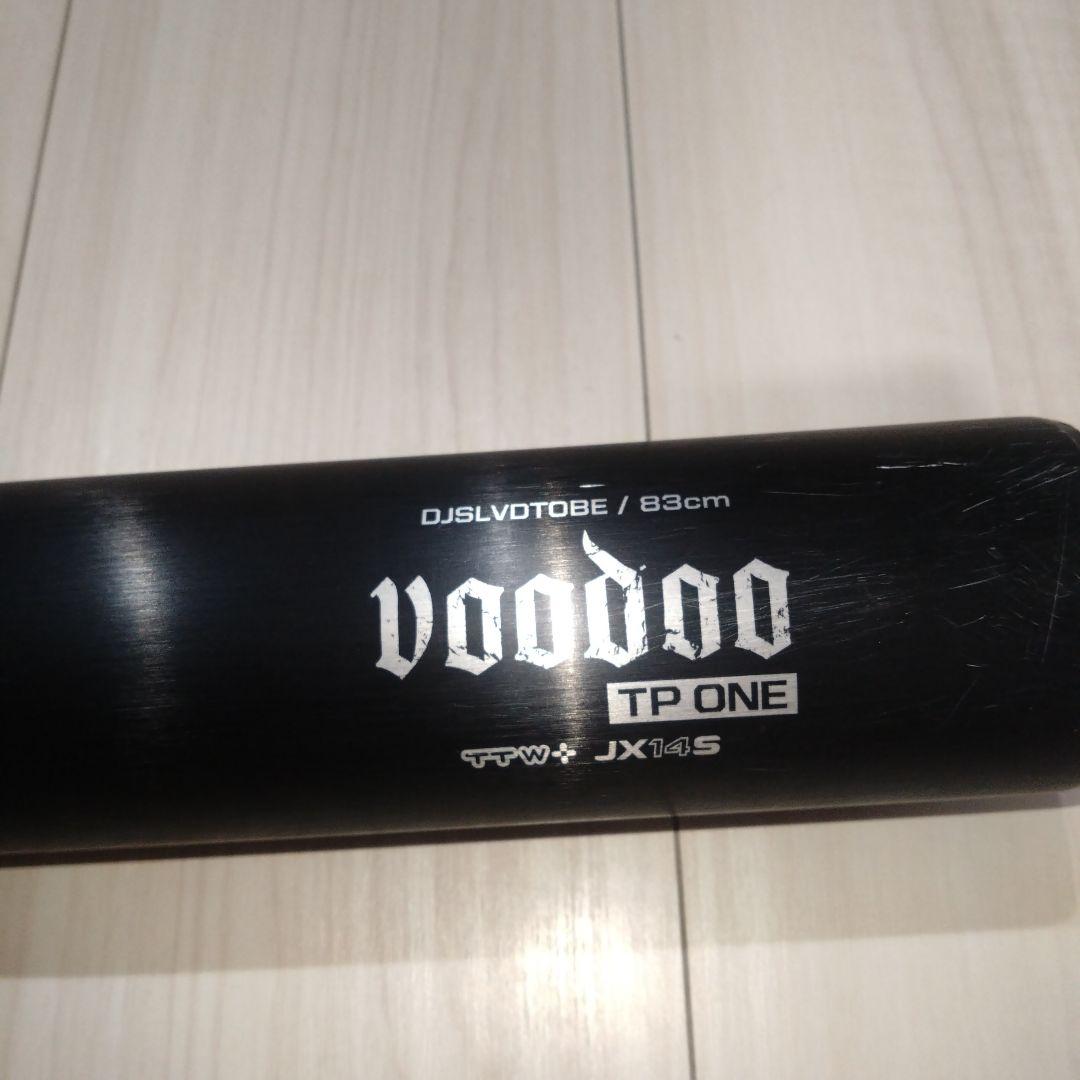 DJSLVDTOBE / 83cm
voodoo
TP ONE
TTW+ JX14S